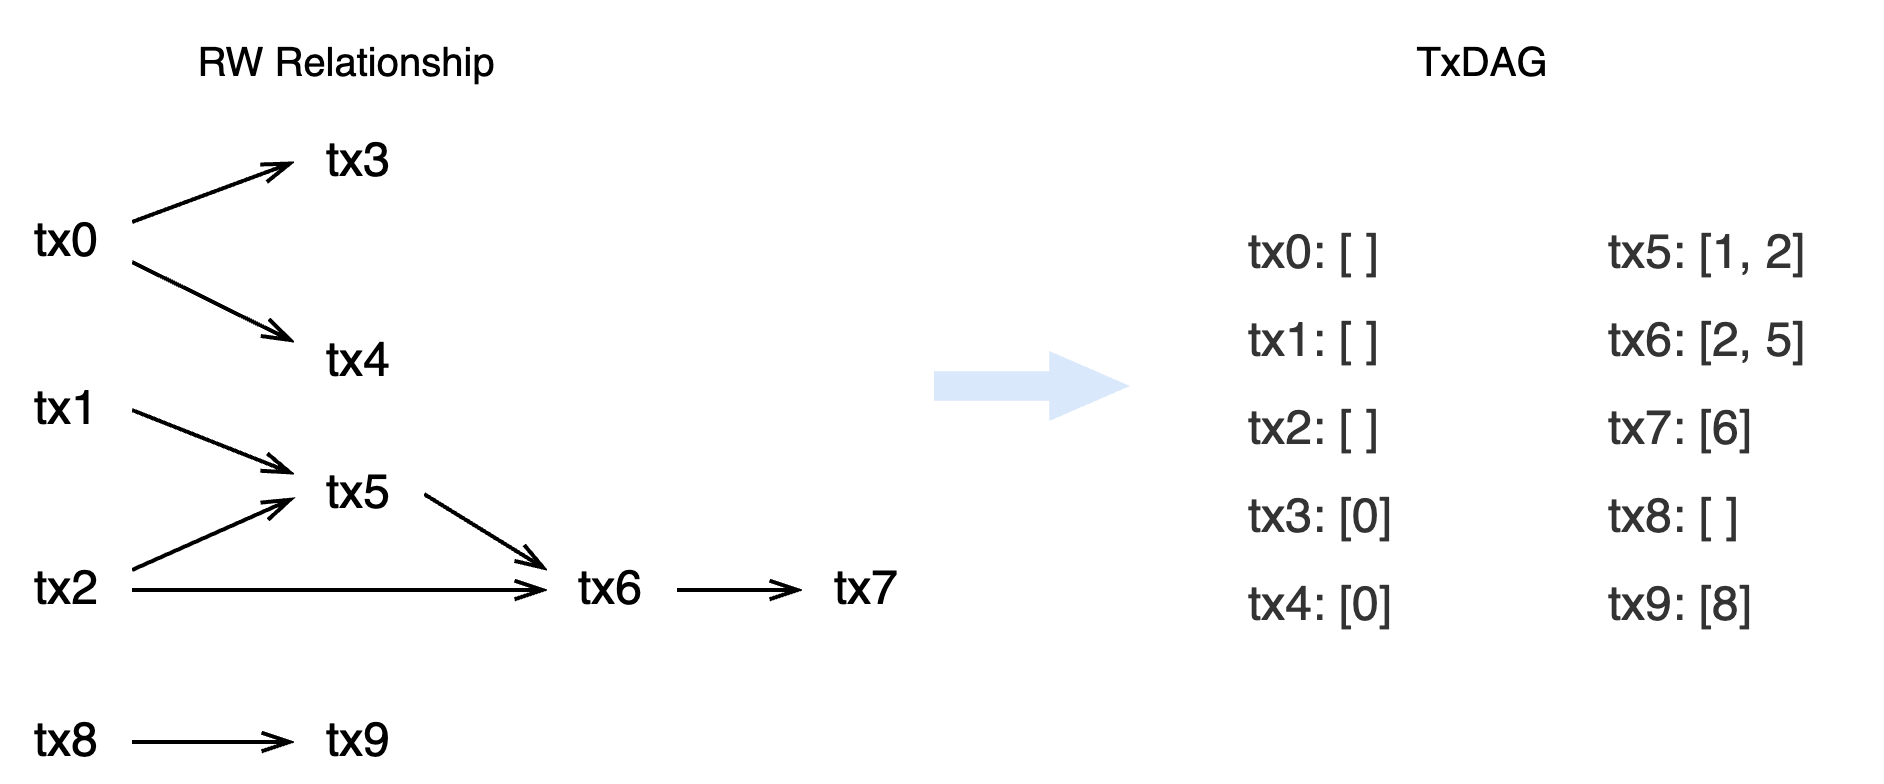 RW Relationship
tx0
tx3
tx4
tx1
tx5
tx2
tx6
tx7
tx8
tx9
TxDAG
tx0: [ ]
tx1: [ ]
tx2: [ ]
tx3: [0]
tx4: [0]
tx5: [1, 2]
tx6: [2, 5]
tx7: [6]
tx8: [ ]
tx9: [8]